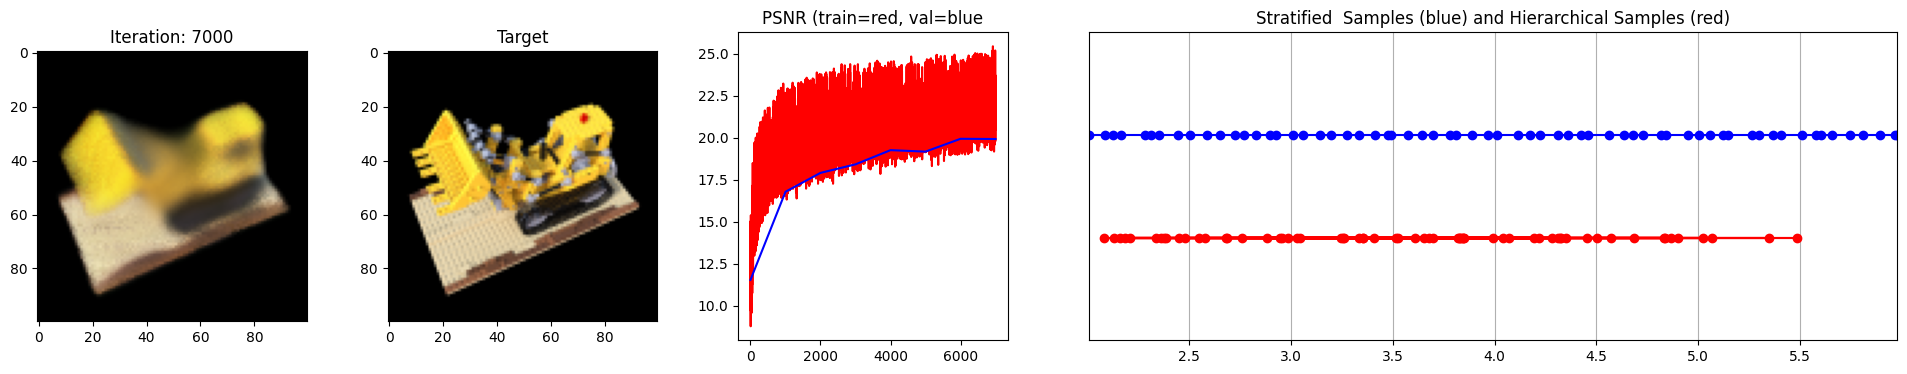 Iteration: 7000
0
20
40
60
80
0 20 40 60 80
Target
0
20
40
60
80
0 20 40 60 80
PSNR (train=red, val=blue
25.0
22.5
20.0
17.5
15.0
12.5
10.0
0 2000 4000 6000
Stratified  Samples (blue) and Hierarchical Samples (red)
2.5 3.0 3.5 4.0 4.5 5.0 5.5